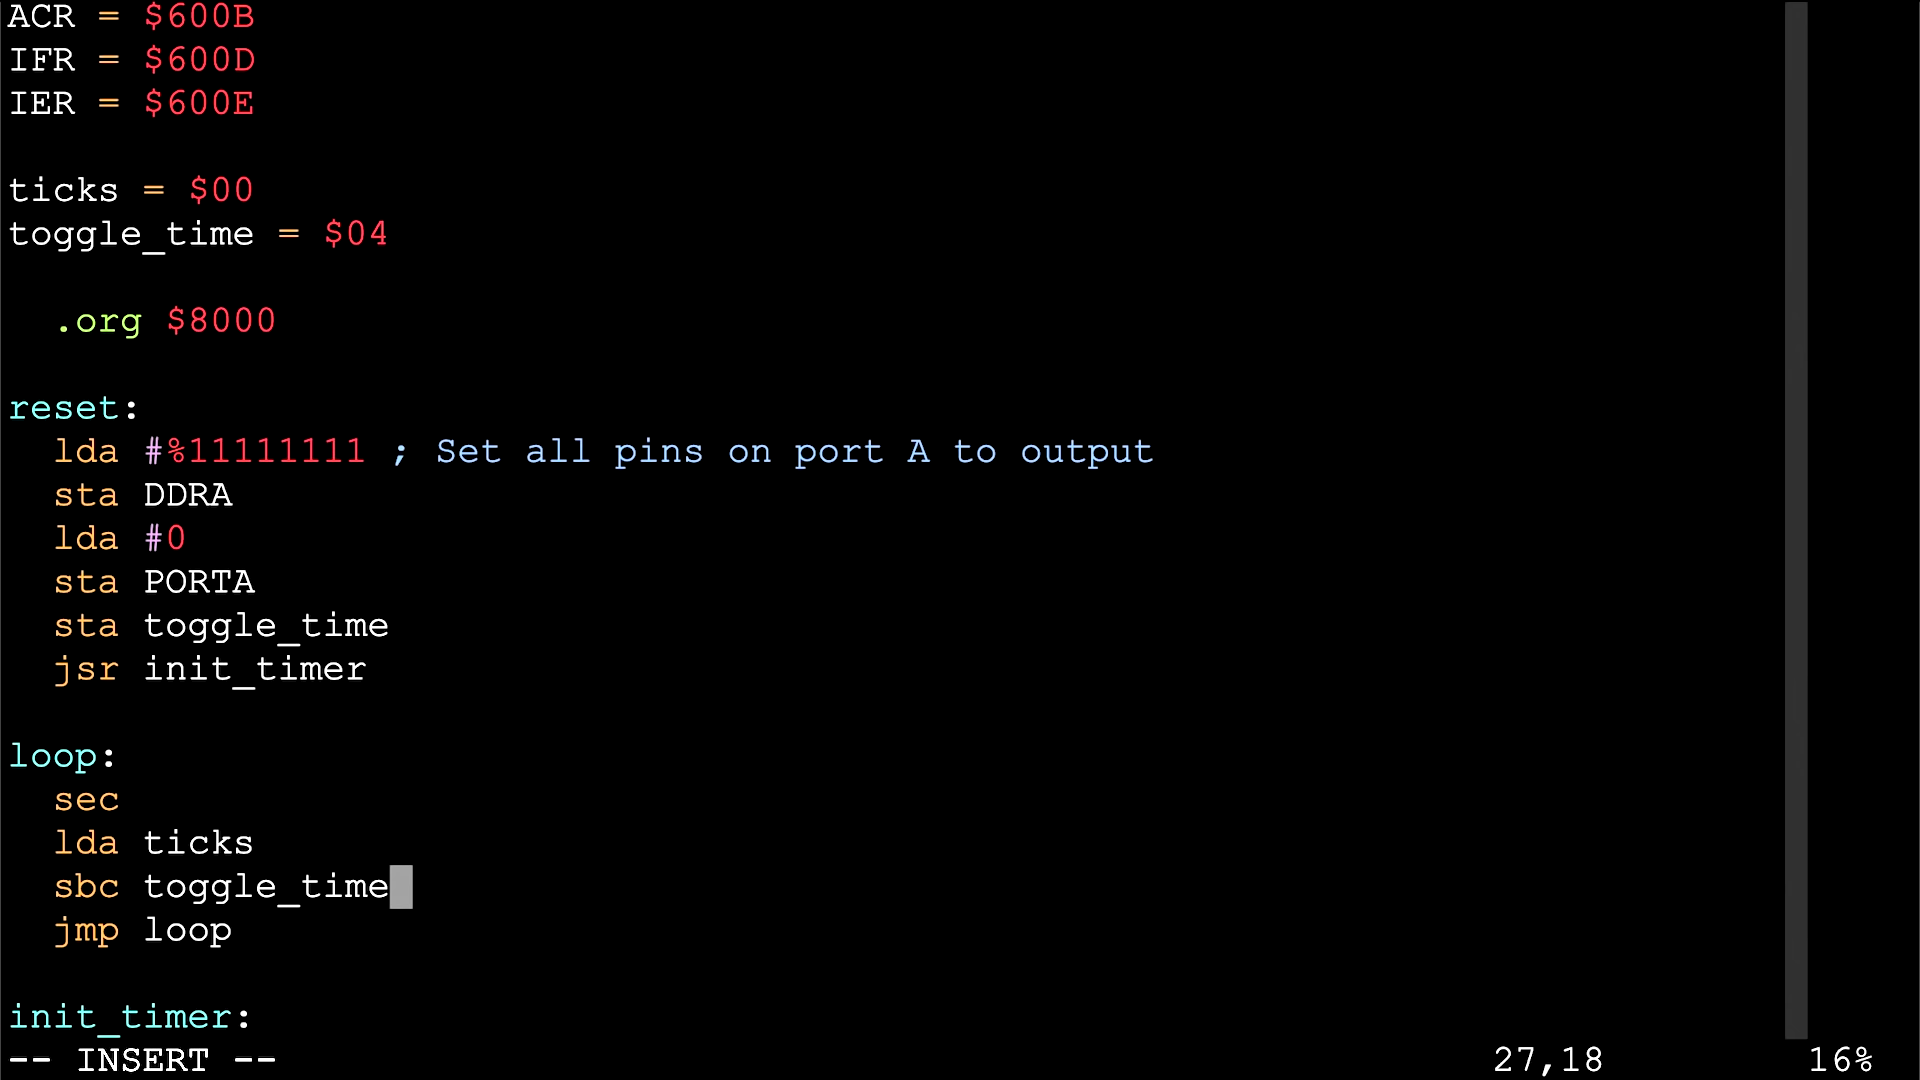 ACR = $600B
IFR = $600D
IER = $600E

ticks = $00
toggle_time = $04

  .org $8000

reset:
  lda #%11111111 ; Set all pins on port A to output
  sta DDRA
  lda #0
  sta PORTA
  sta toggle_time
  jsr init_timer

loop:
  sec
  lda ticks
  sbc toggle_time
  jmp loop

init_timer:
-- INSERT -- 27,18 16%